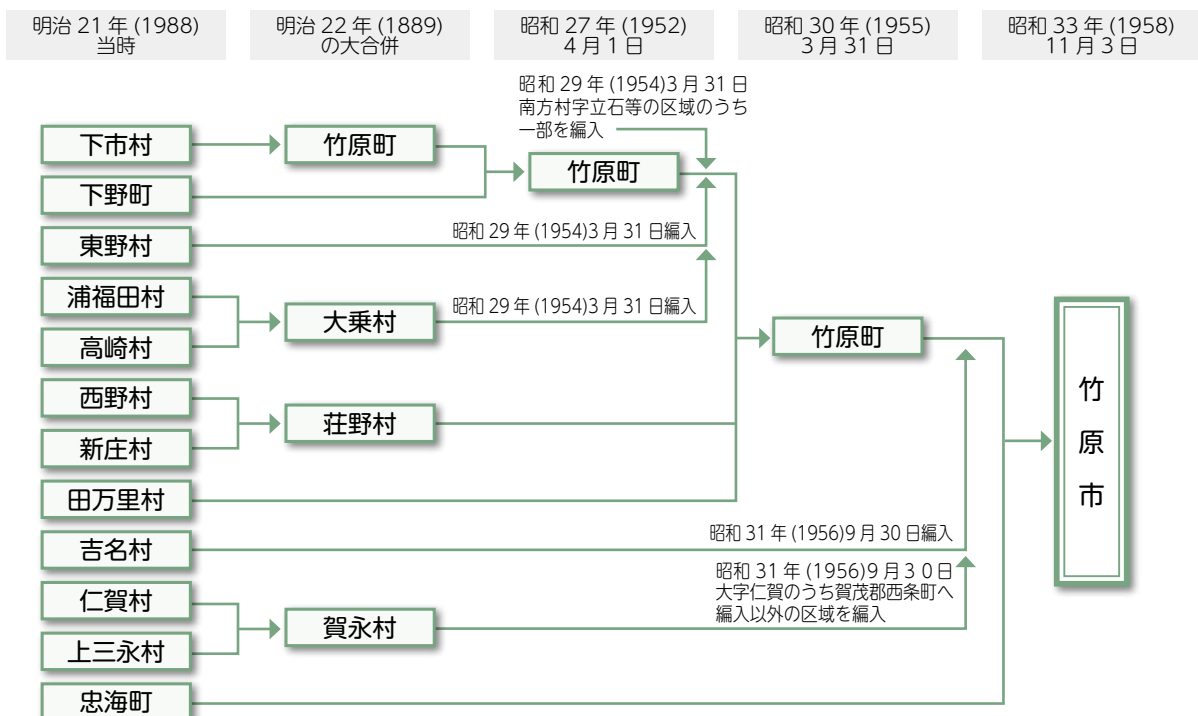 明治 21 年 (1988)
当時
明治 22 年 (1889)
の大合併
昭和 27 年 (1952)
4 月 1 日
昭和 30 年 (1955)
3 月 31 日
昭和 33 年 (1958)
11 月 3 日
昭和 29 年 (1954)3 月 31 日
南方村字立石等の区域のうち
一部を編入
下市村
竹原町
竹原町
下野町
東野村
昭和 29 年 (1954)3 月 31 日編入
浦福田村
大乗村
昭和 29 年 (1954)3 月 31 日編入
高崎村
竹原町
西野村
荘野村
新庄村
田万里村
吉名村
昭和 31 年 (1956)9 月 30 日編入
昭和 31 年 (1956)9 月 3 0 日
大字仁賀のうち賀茂郡西条町へ
編入以外の区域を編入
仁賀村
賀永村
上三永村
忠海町
竹原市